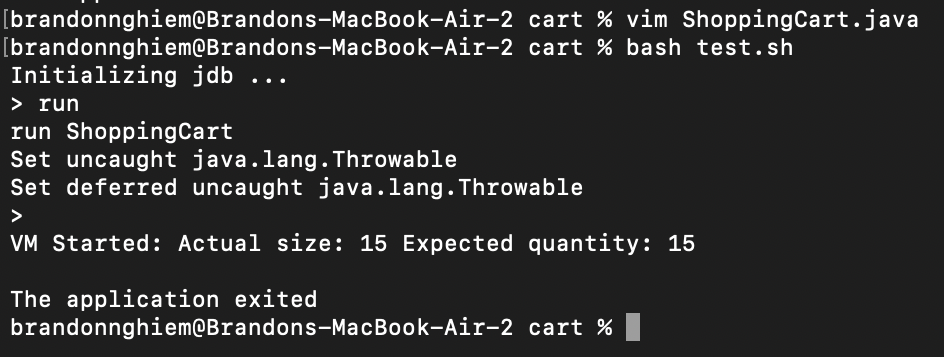 [brandonnghiem@Brandons-MacBook-Air-2 cart % vim ShoppingCart.java
[brandonnghiem@Brandons-MacBook-Air-2 cart % bash test.sh
Initializing jdb ...
> run
run ShoppingCart
Set uncaught java.lang.Throwable
Set deferred uncaught java.lang.Throwable
>
VM Started: Actual size: 15 Expected quantity: 15
The application exited
brandonnghiem@Brandons-MacBook-Air-2 cart %